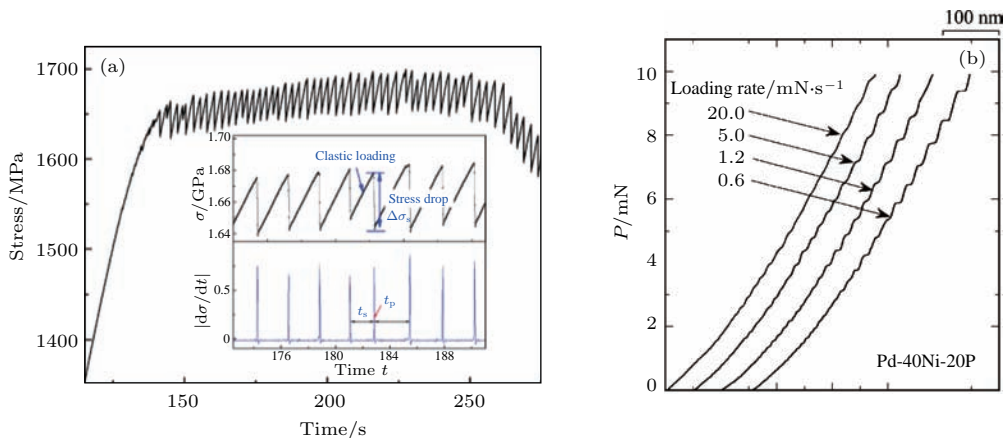 (a)
1700
1600
1500
1400
Stress/MPa
150
200
250
Time/s
1.70
1.68
1.66
1.64
σ/GPa
Clastic loading
Stress drop
Δσs
0.5
0
|dσ/dt|
ts
tp
176
180
184
188
Time t
100 nm
(b)
10
8
6
4
2
0
P/mN
Loading rate/mN·s−1
20.0
5.0
1.2
0.6
Pd-40Ni-20P